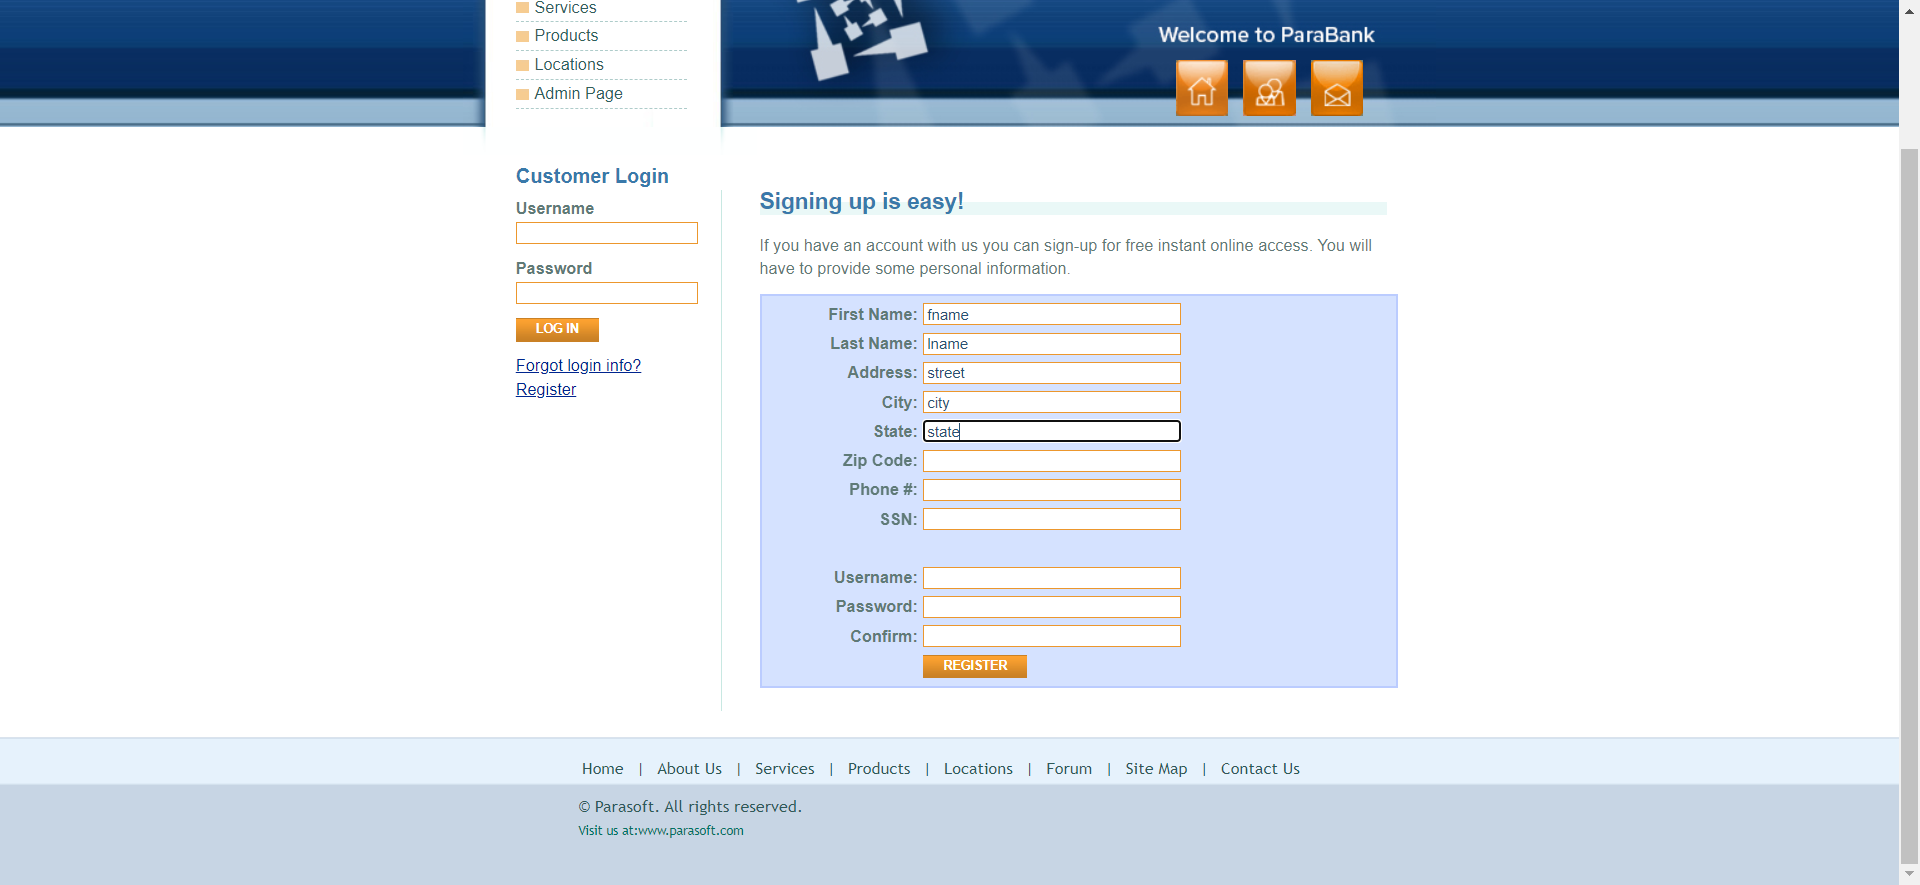 Services
Products
Locations
Admin Page
Welcome to ParaBank
Customer Login
Username
Password
LOG IN
Forgot login info?
Register
Signing up is easy!
If you have an account with us you can sign-up for free instant online access. You will
have to provide some personal information.
First Name: fname
Last Name: lname
Address: street
City: city
State: state
Zip Code:
Phone #:
SSN:
Username:
Password:
Confirm:
REGISTER
Home | About Us | Services | Products | Locations | Forum | Site Map | Contact Us
© Parasoft. All rights reserved.
Visit us at:www.parasoft.com